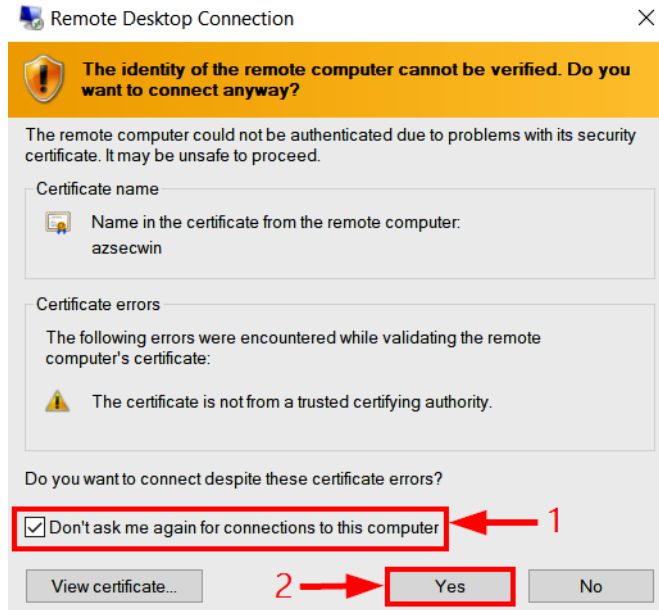 Remote Desktop Connection
The identity of the remote computer cannot be verified. Do you
want to connect anyway?
The remote computer could not be authenticated due to problems with its security
certificate. It may be unsafe to proceed.
Certificate name
Name in the certificate from the remote computer:
azsecwin
Certificate errors
The following errors were encountered while validating the remote
computer's certificate:
The certificate is not from a trusted certifying authority.
Do you want to connect despite these certificate errors?
Don't ask me again for connections to this computer 1
View certificate... 2 Yes No